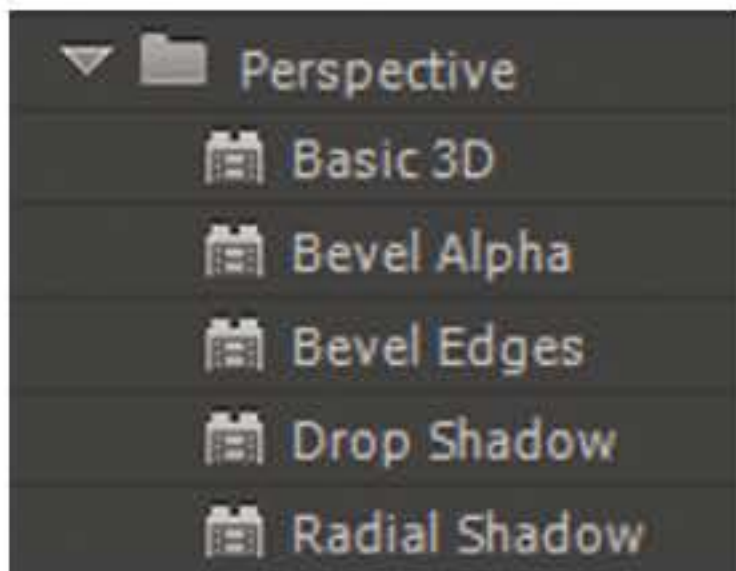 Perspective
Basic 3D
Bevel Alpha
Bevel Edges
Drop Shadow
Radial Shadow